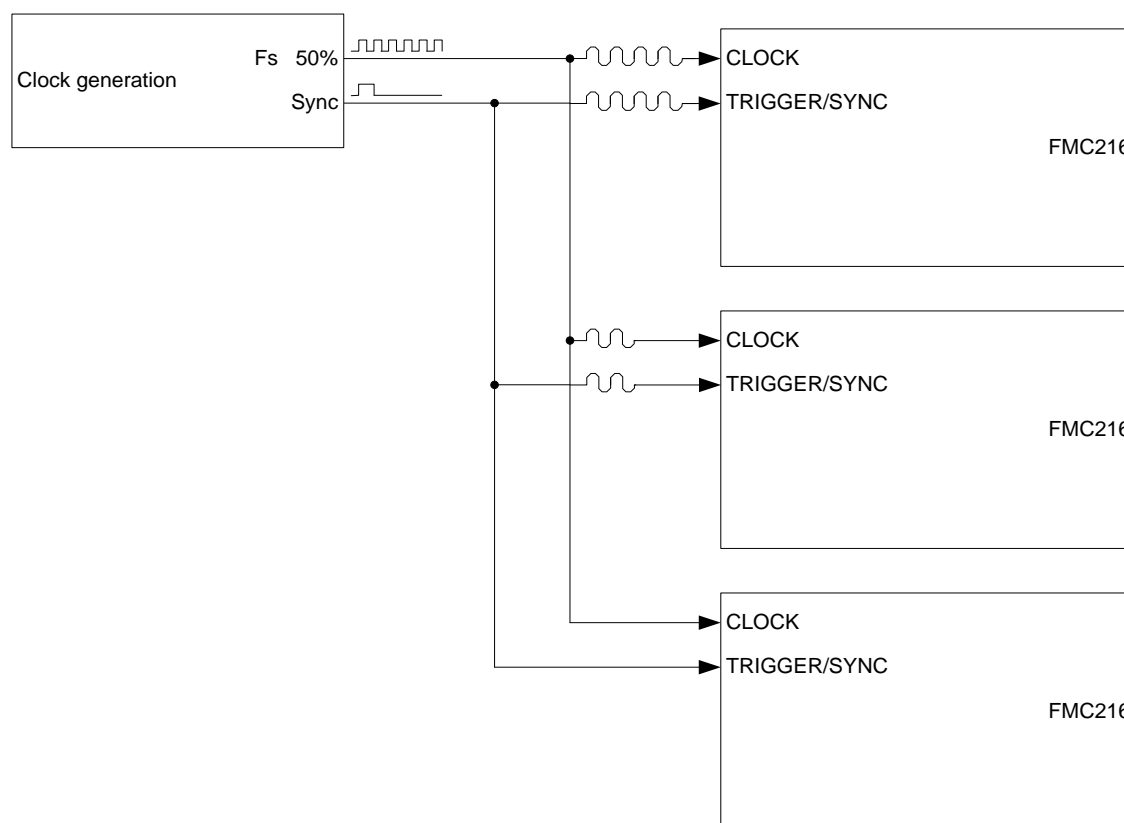 Fs 50%
Clock generation
Sync
CLOCK
TRIGGER/SYNC
FMC216
CLOCK
TRIGGER/SYNC
FMC216
CLOCK
TRIGGER/SYNC
FMC216